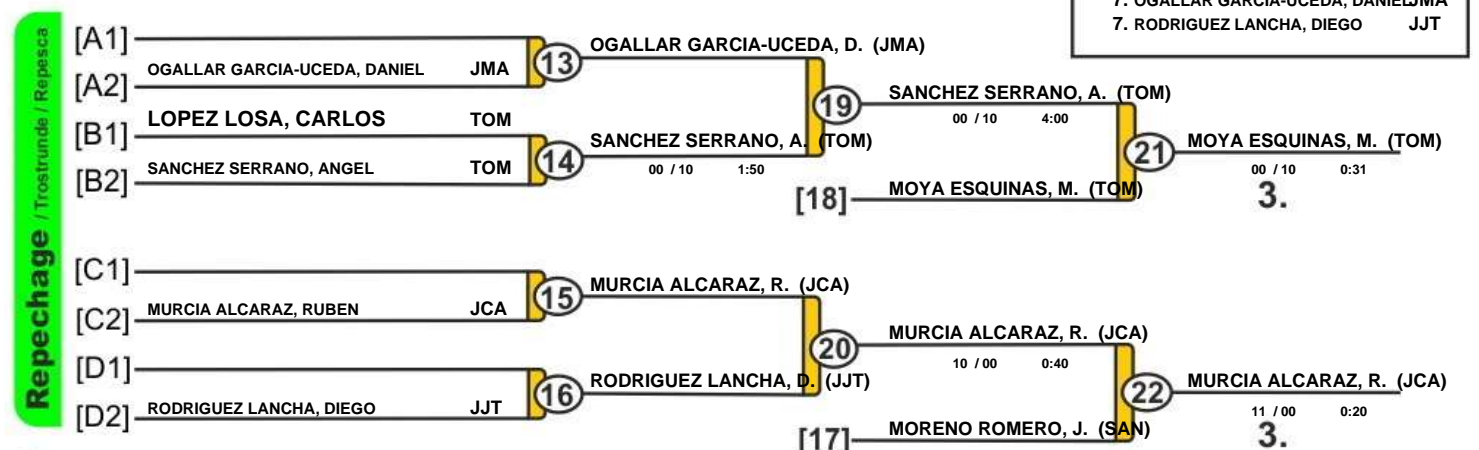 7. OGALLAR GARCIA-UCEDA, DANIEL JMA
7. RODRIGUEZ LANCHA, DIEGO JJT
Repechage / Trostrunde / Repesca
[A1]
OGALLAR GARCIA-UCEDA, DANIEL JMA
[A2]
13
OGALLAR GARCIA-UCEDA, D. (JMA)
LOPEZ LOSA, CARLOS TOM
[B1]
SANCHEZ SERRANO, ANGEL TOM
[B2]
14
SANCHEZ SERRANO, A. (TOM)
00 / 10 1:50
19
SANCHEZ SERRANO, A. (TOM)
00 / 10 4:00
[18]
MOYA ESQUINAS, M. (TOM)
21
MOYA ESQUINAS, M. (TOM)
00 / 10 0:31
3.
[C1]
MURCIA ALCARAZ, RUBEN JCA
[C2]
15
MURCIA ALCARAZ, R. (JCA)
[D1]
RODRIGUEZ LANCHA, DIEGO JJT
[D2]
16
RODRIGUEZ LANCHA, D. (JJT)
20
MURCIA ALCARAZ, R. (JCA)
10 / 00 0:40
[17]
MORENO ROMERO, J. (SAN)
22
MURCIA ALCARAZ, R. (JCA)
11 / 00 0:20
3.